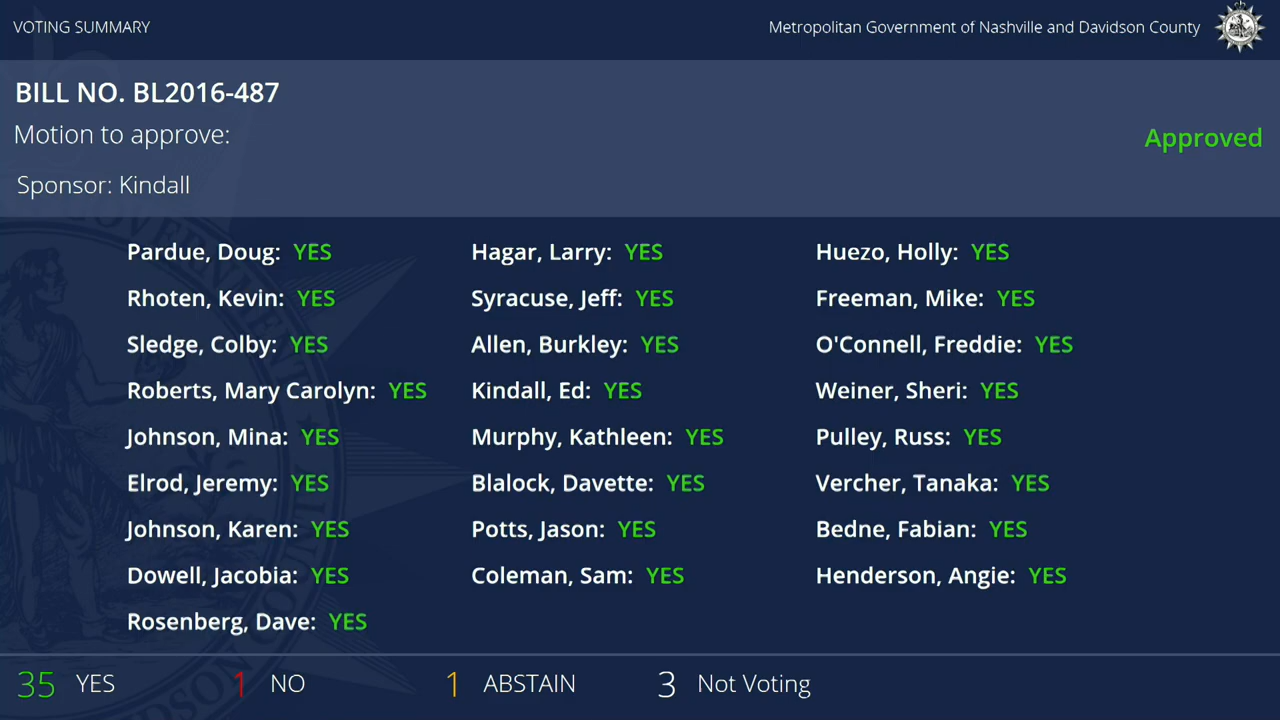 VOTING SUMMARY
Metropolitan Government of Nashville and Davidson County
BILL NO. BL2016-487
Motion to approve:
Approved
Sponsor: Kindall
Pardue, Doug: YES Hagar, Larry: YES Huezo, Holly: YES
Rhoten, Kevin: YES Syracuse, Jeff: YES Freeman, Mike: YES
Sledge, Colby: YES Allen, Burkley: YES O'Connell, Freddie: YES
Roberts, Mary Carolyn: YES Kindall, Ed: YES Weiner, Sheri: YES
Johnson, Mina: YES Murphy, Kathleen: YES Pulley, Russ: YES
Elrod, Jeremy: YES Blalock, Davette: YES Vercher, Tanaka: YES
Johnson, Karen: YES Potts, Jason: YES Bedne, Fabian: YES
Dowell, Jacobia: YES Coleman, Sam: YES Henderson, Angie: YES
Rosenberg, Dave: YES
35 YES 1 NO 1 ABSTAIN 3 Not Voting